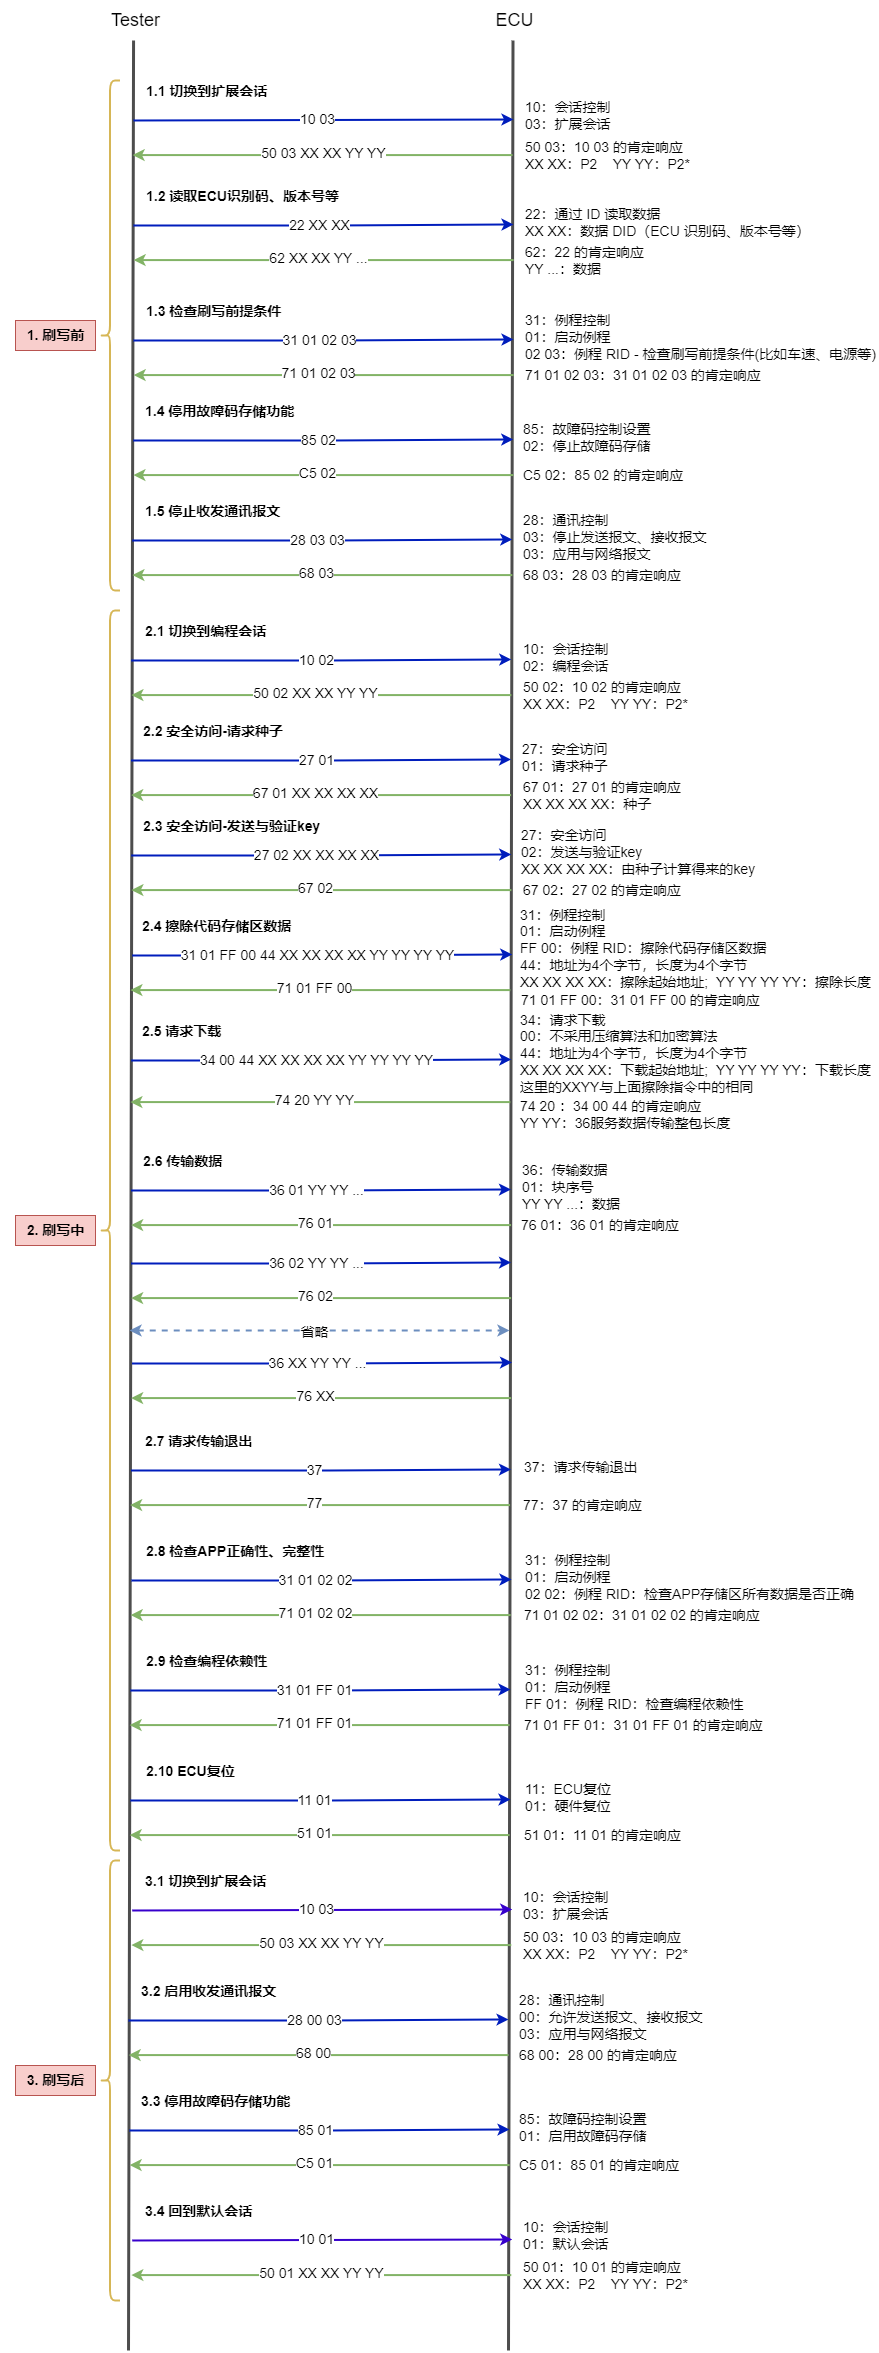 Tester
ECU
1.1 切换到扩展会话
10 03
10：会话控制
03：扩展会话
50 03 XX XX YY YY
50 03：10 03 的肯定响应
XX XX：P2 YY YY：P2*
1.2 读取ECU识别码、版本号等
22 XX XX
22：通过 ID 读取数据
XX XX：数据 DID（ECU 识别码、版本号等）
62 XX XX YY ...
62：22 的肯定响应
YY ...：数据
1.3 检查刷写前提条件
31 01 02 03
31：例程控制
01：启动例程
02 03：例程 RID - 检查刷写前提条件(比如车速、电源等)
71 01 02 03
71 01 02 03：31 01 02 03 的肯定响应
1. 刷写前
1.4 停用故障码存储功能
85 02
85：故障码控制设置
02：停止故障码存储
C5 02
C5 02：85 02 的肯定响应
1.5 停止收发通讯报文
28 03 03
28：通讯控制
03：停止发送报文、接收报文
03：应用与网络报文
68 03
68 03：28 03 的肯定响应
2.1 切换到编程会话
10 02
10：会话控制
02：编程会话
50 02 XX XX YY YY
50 02：10 02 的肯定响应
XX XX：P2 YY YY：P2*
2.2 安全访问-请求种子
27 01
27：安全访问
01：请求种子
67 01 XX XX XX XX
67 01：27 01 的肯定响应
XX XX XX XX：种子
2.3 安全访问-发送与验证key
27 02 XX XX XX XX
27：安全访问
02：发送与验证key
XX XX XX XX：由种子计算得来的key
67 02
67 02：27 02 的肯定响应
2.4 擦除代码存储区数据
31 01 FF 00 44 XX XX XX XX YY YY YY YY
31：例程控制
01：启动例程
FF 00：例程 RID：擦除代码存储区数据
44：地址为4个字节，长度为4个字节
XX XX XX XX：擦除起始地址；YY YY YY YY：擦除长度
71 01 FF 00
71 01 FF 00：31 01 FF 00 的肯定响应
2.5 请求下载
34 00 44 XX XX XX XX YY YY YY YY
34：请求下载
00：不采用压缩算法和加密算法
44：地址为4个字节，长度为4个字节
XX XX XX XX：下载起始地址；YY YY YY YY：下载长度
这里的XXYY与上面擦除指令中的相同
74 20 YY YY
74 20 ：34 00 44 的肯定响应
YY YY：36服务数据传输整包长度
2.6 传输数据
36 01 YY YY ...
36：传输数据
01：块序号
YY YY ...：数据
76 01
76 01：36 01 的肯定响应
2. 刷写中
36 02 YY YY ...
76 02
省略
36 XX YY YY ...
76 XX
2.7 请求传输退出
37
37：请求传输退出
77
77：37 的肯定响应
2.8 检查APP正确性、完整性
31 01 02 02
31：例程控制
01：启动例程
02 02：例程 RID：检查APP存储区所有数据是否正确
71 01 02 02
71 01 02 02：31 01 02 02 的肯定响应
2.9 检查编程依赖性
31 01 FF 01
31：例程控制
01：启动例程
FF 01：例程 RID：检查编程依赖性
71 01 FF 01
71 01 FF 01：31 01 FF 01 的肯定响应
2.10 ECU复位
11 01
11：ECU复位
01：硬件复位
51 01
51 01：11 01 的肯定响应
3.1 切换到扩展会话
10 03
10：会话控制
03：扩展会话
50 03 XX XX YY YY
50 03：10 03 的肯定响应
XX XX：P2 YY YY：P2*
3.2 启用收发通讯报文
28 00 03
28：通讯控制
00：允许发送报文、接收报文
03：应用与网络报文
68 00
68 00：28 00 的肯定响应
3. 刷写后
3.3 停用故障码存储功能
85 01
85：故障码控制设置
01：启用故障码存储
C5 01
C5 01：85 01 的肯定响应
3.4 回到默认会话
10 01
10：会话控制
01：默认会话
50 01 XX XX YY YY
50 01：10 01 的肯定响应
XX XX：P2 YY YY：P2*